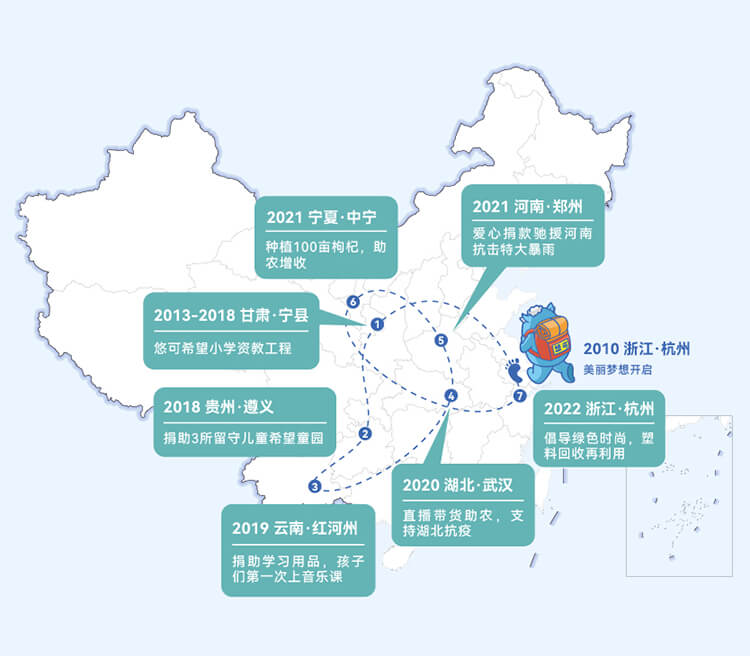 2021 河南·郑州
爱心捐款驰援河南
抗击特大暴雨
2021 宁夏·中宁
种植100亩枸杞，助
农增收
6
1
2013-2018 甘肃·宁县
悠可希望小学资教工程
5
2010 浙江·杭州
美丽梦想开启
4
7
2018 贵州·遵义
捐助3所留守儿童希望童园
2
2022 浙江·杭州
倡导绿色时尚，塑
料回收再利用
3
2020 湖北·武汉
直播带货助农，支
持湖北抗疫
2019 云南·红河州
捐助学习用品，孩子
们第一次上音乐课